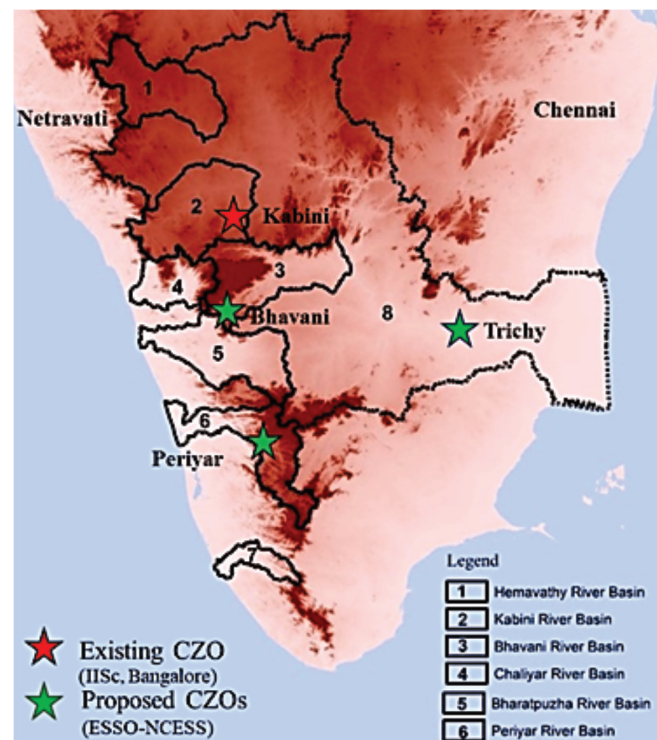 1
Netravati
Chennai
2
Kabini
3
4
Bhavani
8
Trichy
5
6
Periyar
7
Legend
1 Hemavathy River Basin
2 Kabini River Basin
3 Bhavani River Basin
4 Chaliyar River Basin
5 Bharatpuzha River Basin
6 Periyar River Basin
Existing CZO
(IISc, Bangalore)
Proposed CZOs
(ESSO-NCESS)